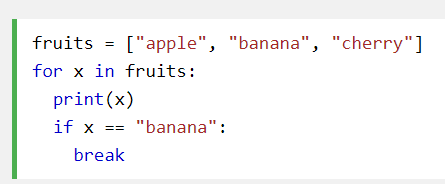 fruits = ["apple", "banana", "cherry"]
for x in fruits:
  print(x)
  if x == "banana":
    break